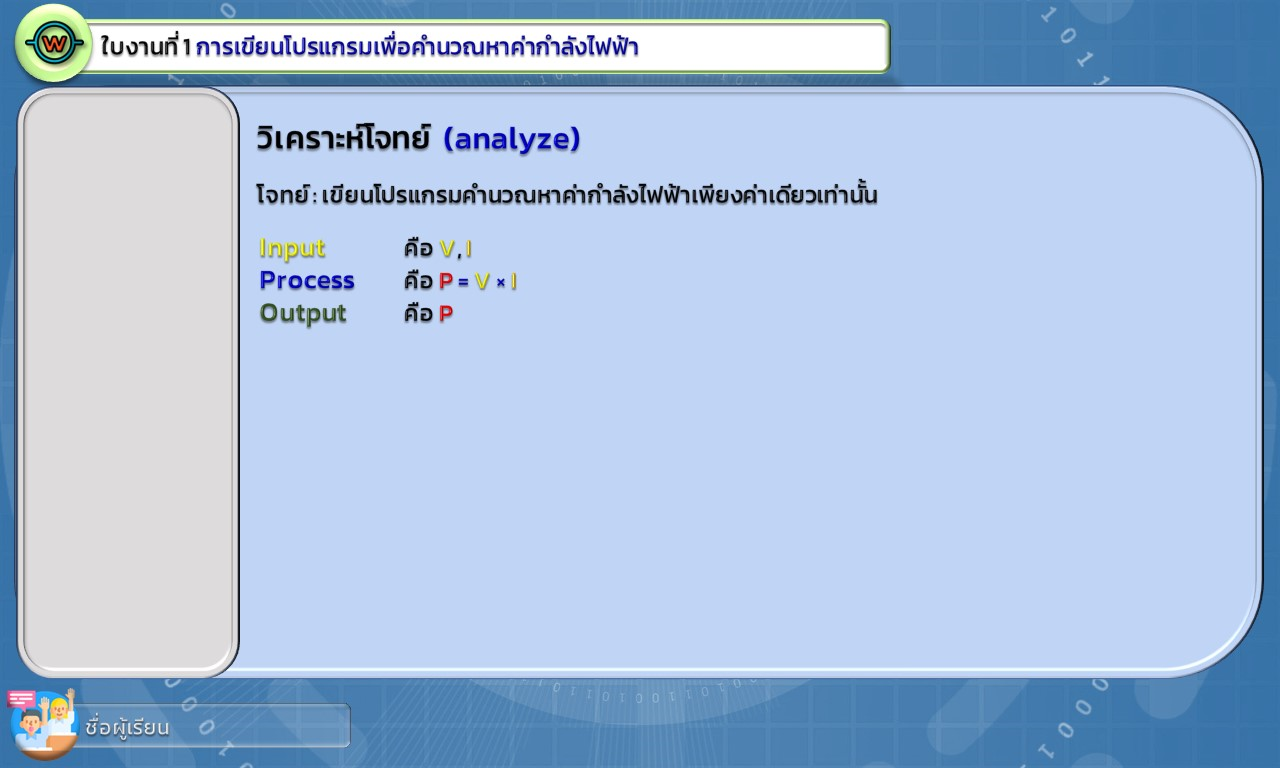 W
ใบงานที่ 1 การเขียนโปรแกรมเพื่อคำนวณหาค่ากำลังไฟฟ้า
วิเคราะห์โจทย์ (analyze)
โจทย์ : เขียนโปรแกรมคำนวณหาค่ากำลังไฟฟ้าเพียงค่าเดียวเท่านั้น
Input คือ V , I
Process คือ P = V × I
Output คือ P
ชื่อผู้เรียน